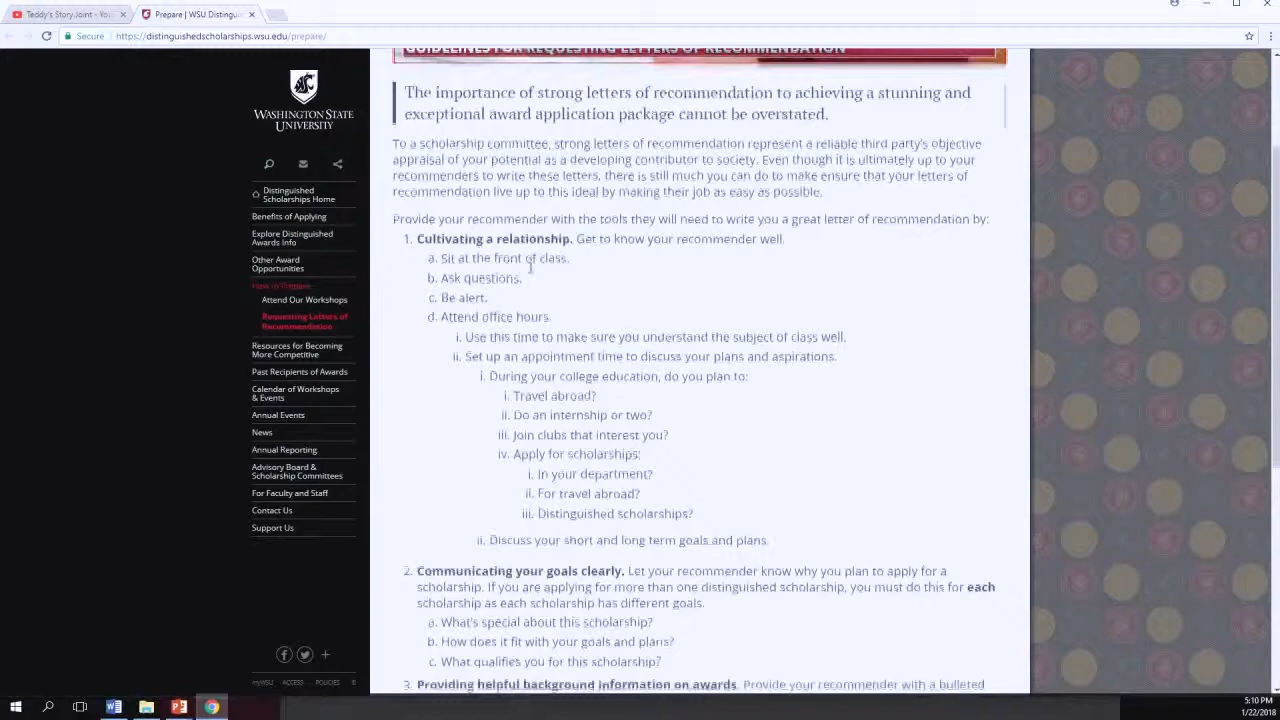 Teddy's Story Joint - You
Prepare | WSU Distingui
Secure
https://distinguishedscholarships.wsu.edu/prepare/
GUIDELINES FOR REQUESTING LETTERS OF RECOMMENDATION
WASHINGTON STATE
UNIVERSITY
Distinguished
Scholarships Home
Benefits of Applying
Explore Distinguished
Awards Info
Other Award
Opportunities
How to Prepare
Attend Our Workshops
Requesting Letters of
Recommendation
Resources for Becoming
More Competitive
Past Recipients of Awards
Calendar of Workshops
& Events
Annual Events
News
Annual Reporting
Advisory Board &
Scholarship Committees
For Faculty and Staff
Contact Us
Support Us
myWSU ACCESS POLICIES ©
The importance of strong letters of recommendation to achieving a stunning and
exceptional award application package cannot be overstated.
To a scholarship committee, strong letters of recommendation represent a reliable third party's objective
appraisal of your potential as a developing contributor to society. Even though it is ultimately up to your
recommenders to write these letters, there is still much you can do to make ensure that your letters of
recommendation live up to this ideal by making their job as easy as possible.
Provide your recommender with the tools they will need to write you a great letter of recommendation by:
1. Cultivating a relationship. Get to know your recommender well.
a. Sit at the front of class.
b. Ask questions.
c. Be alert.
d. Attend office hours.
i. Use this time to make sure you understand the subject of class well.
ii. Set up an appointment time to discuss your plans and aspirations.
i. During your college education, do you plan to:
i. Travel abroad?
ii. Do an internship or two?
iii. Join clubs that interest you?
iv. Apply for scholarships:
i. In your department?
ii. For travel abroad?
iii. Distinguished scholarships?
ii. Discuss your short and long term goals and plans.
2. Communicating your goals clearly. Let your recommender know why you plan to apply for a
scholarship. If you are applying for more than one distinguished scholarship, you must do this for each
scholarship as each scholarship has different goals.
a. What's special about this scholarship?
b. How does it fit with your goals and plans?
c. What qualifies you for this scholarship?
3. Providing helpful background information on awards. Provide your recommender with a bulleted
5:10 PM
1/22/2018